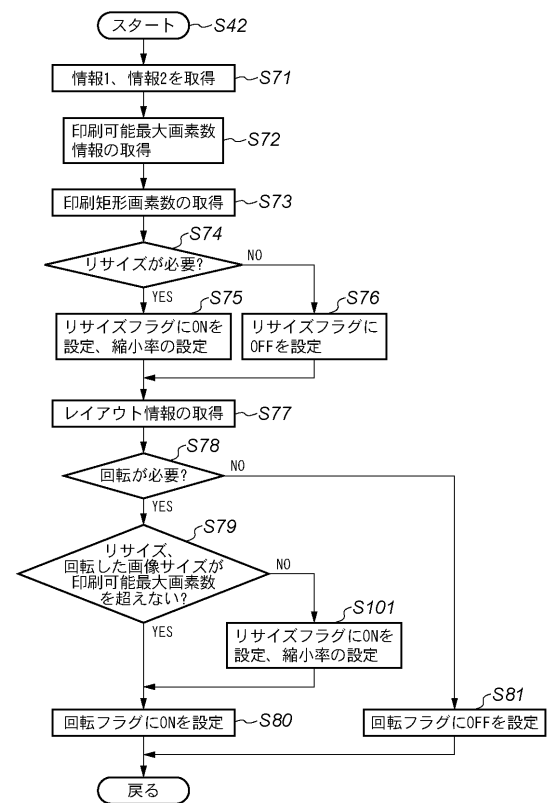 スタート
S42
情報1、情報2を取得
S71
印刷可能最大画素数
情報の取得
S72
印刷矩形画素数の取得
S73
S74
リサイズが必要?
NO
YES
S75
リサイズフラグにONを
設定、縮小率の設定
S76
リサイズフラグに
OFFを設定
レイアウト情報の取得
S77
S78
回転が必要?
NO
YES
S79
リサイズ、
回転した画像サイズが
印刷可能最大画素数
を超えない?
NO
YES
S101
リサイズフラグにONを
設定、縮小率の設定
回転フラグにONを設定
S80
S81
回転フラグにOFFを設定
戻る